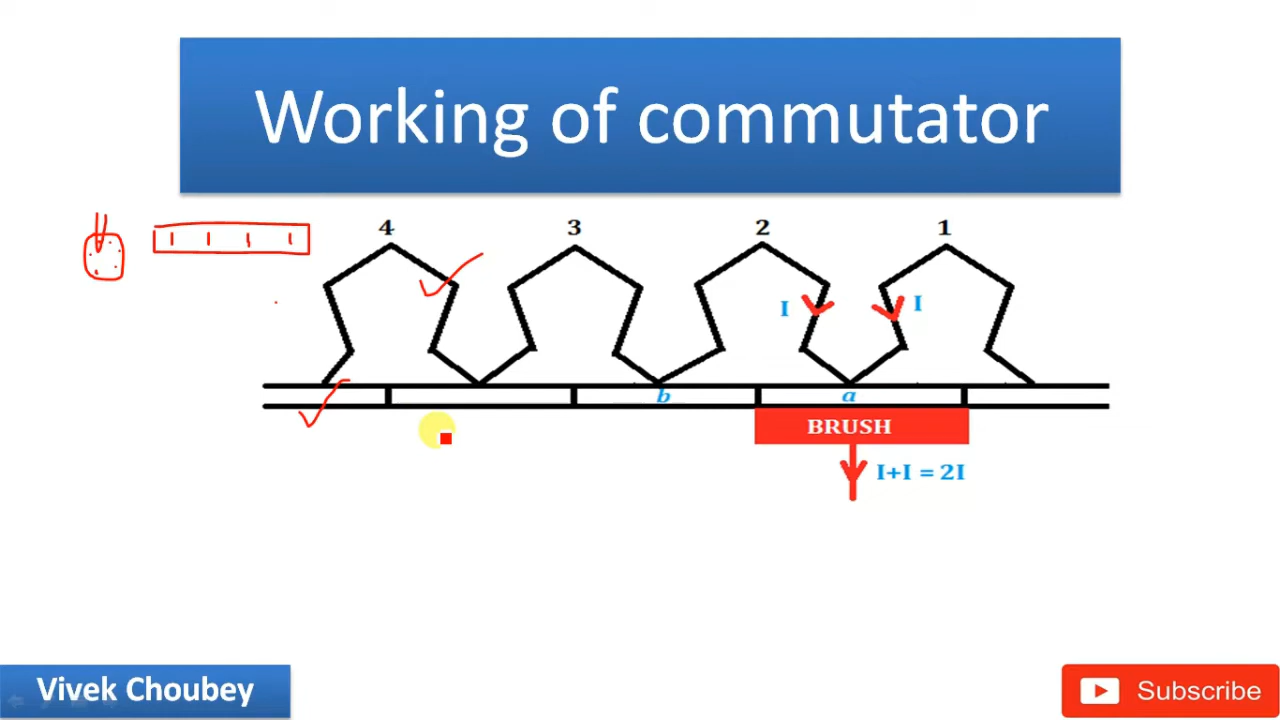 Working of commutator
4 3 2 1
I I
b a
BRUSH
I+I = 2I
Vivek Choubey
Subscribe